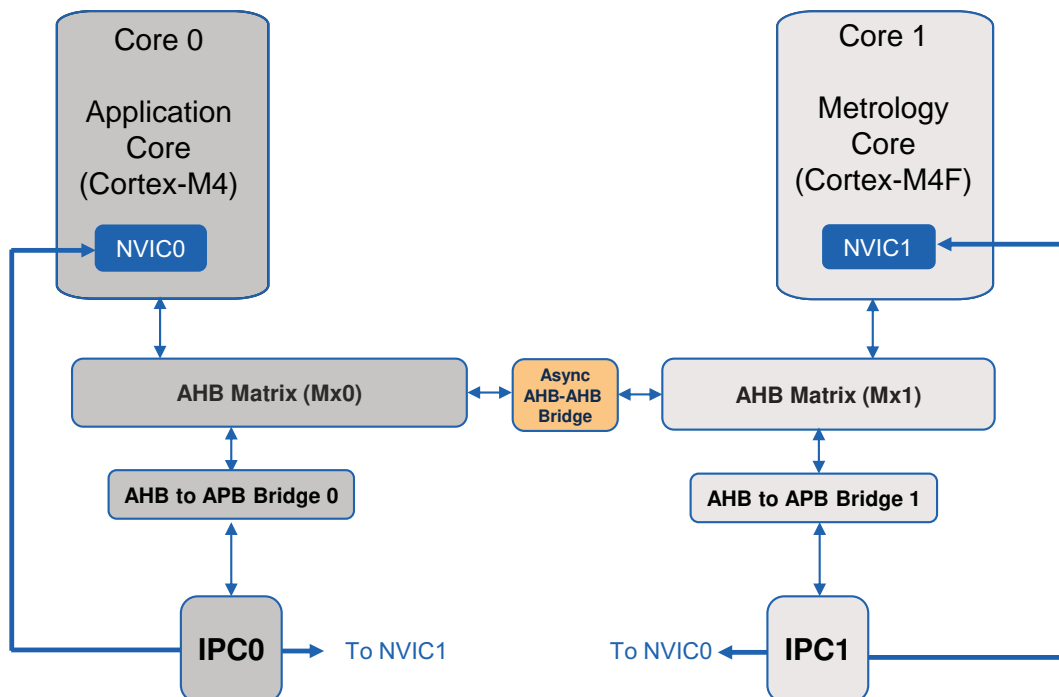 Core 0
Application
Core
(Cortex-M4)
NVIC0
Core 1
Metrology
Core
(Cortex-M4F)
NVIC1
AHB Matrix (Mx0)
Async
AHB-AHB
Bridge
AHB Matrix (Mx1)
AHB to APB Bridge 0
AHB to APB Bridge 1
IPC0
To NVIC1
To NVIC0
IPC1